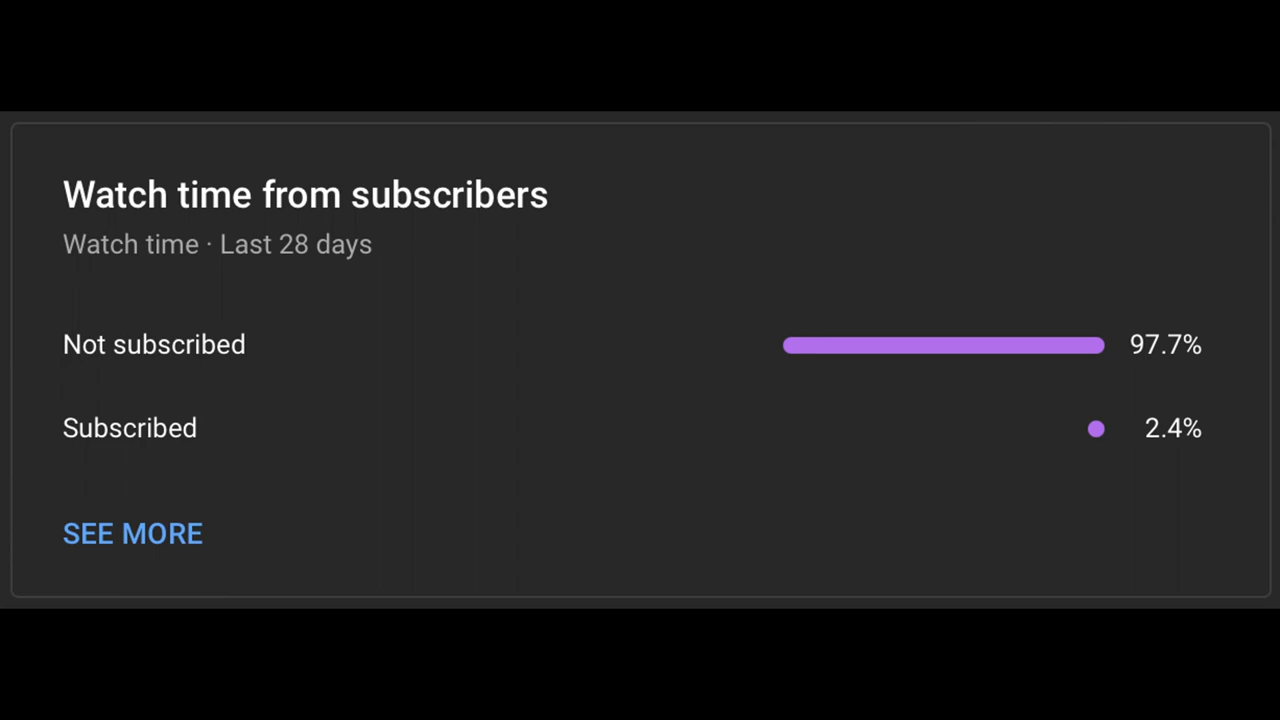 Watch time from subscribers
Watch time · Last 28 days
Not subscribed 97.7%
Subscribed 2.4%
SEE MORE